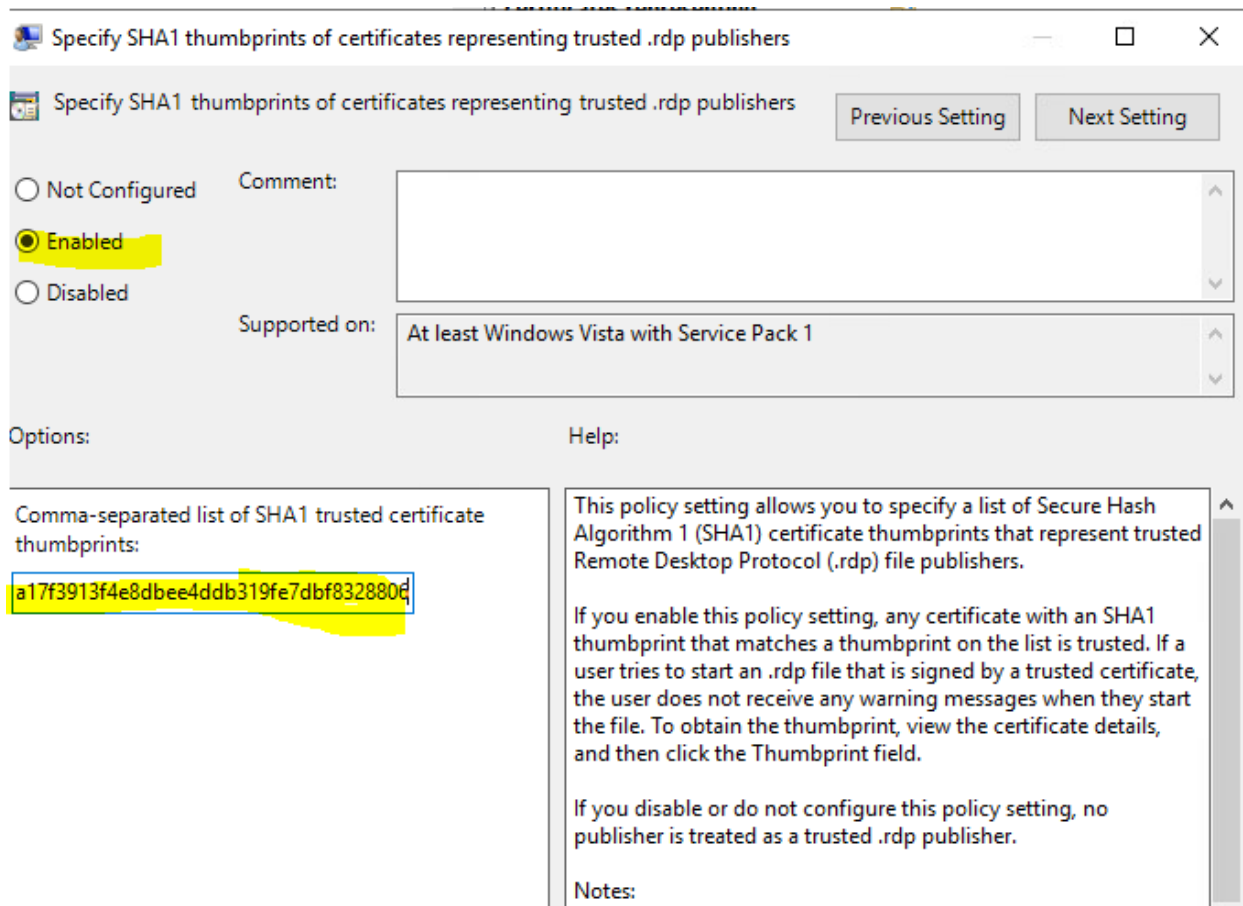 Specify SHA1 thumbprints of certificates representing trusted .rdp publishers
Specify SHA1 thumbprints of certificates representing trusted .rdp publishers
Previous Setting
Next Setting
Not Configured
Comment:
Enabled
Disabled
Supported on:
At least Windows Vista with Service Pack 1
Options:
Help:
Comma-separated list of SHA1 trusted certificate
thumbprints:
a17f3913f4e8dbee4ddb319fe7dbf8328806
This policy setting allows you to specify a list of Secure Hash
Algorithm 1 (SHA1) certificate thumbprints that represent trusted
Remote Desktop Protocol (.rdp) file publishers.
If you enable this policy setting, any certificate with an SHA1
thumbprint that matches a thumbprint on the list is trusted. If a
user tries to start an .rdp file that is signed by a trusted certificate,
the user does not receive any warning messages when they start
the file. To obtain the thumbprint, view the certificate details,
and then click the Thumbprint field.
If you disable or do not configure this policy setting, no
publisher is treated as a trusted .rdp publisher.
Notes: